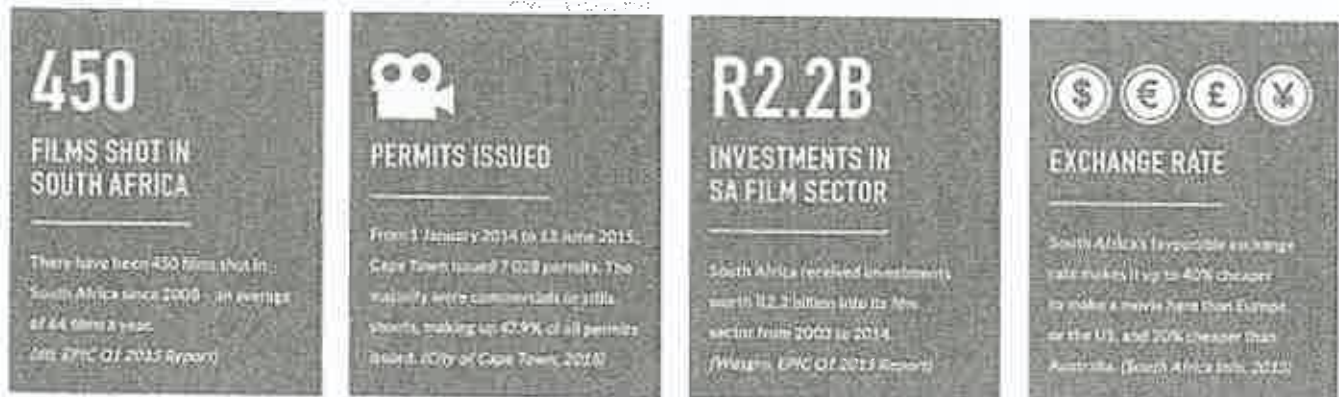 450
FILMS SHOT IN
SOUTH AFRICA
There have been 450 films shot in
South Africa since 2008 - an average
of 64 films a year.
EPIC Q1 2015 Report)
PERMITS ISSUED
From 1 January 2014 to 13 June 2015,
Cape Town issued 7 028 permits. The
majority were commercials or stills
shoots, making up 47.9% of all permits
issued. (City of Cape Town, 2015)
R2.2B
INVESTMENTS IN
SA FILM SECTOR
South Africa received investments
worth R2.2 billion into its film
sector from 2003 to 2014.
(Wesgro, EPIC Q1 2015 Report)
$ € £ ¥
EXCHANGE RATE
South Africa's favourable exchange
rate makes it up to 40% cheaper
to make a movie here than Europe
or the US, and 20% cheaper than
Australia. (South Africa Info,